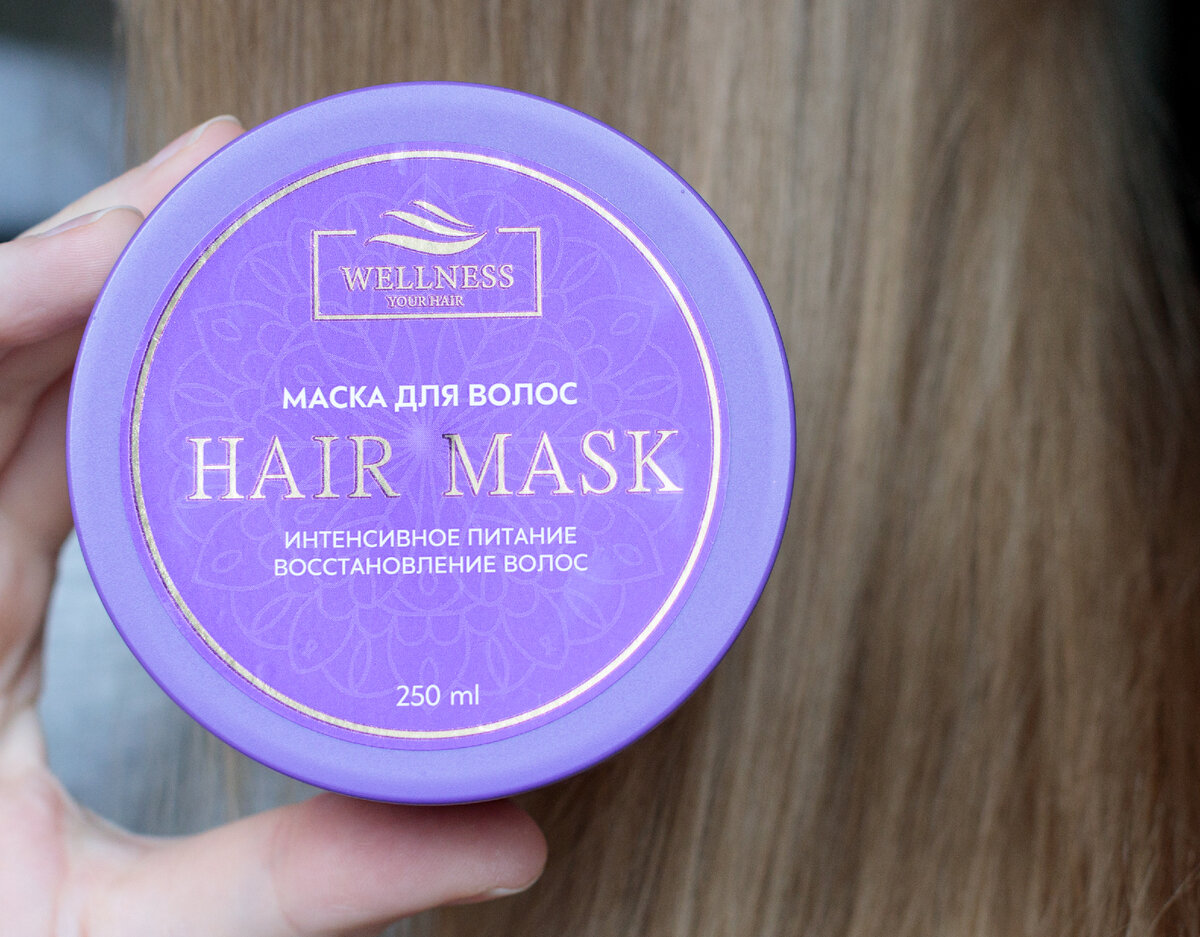 WELLNESS
YOUR HAIR
МАСКА ДЛЯ ВОЛОС
HAIR MASK
ИНТЕНСИВНОЕ ПИТАНИЕ
ВОССТАНОВЛЕНИЕ ВОЛОС
250 ml